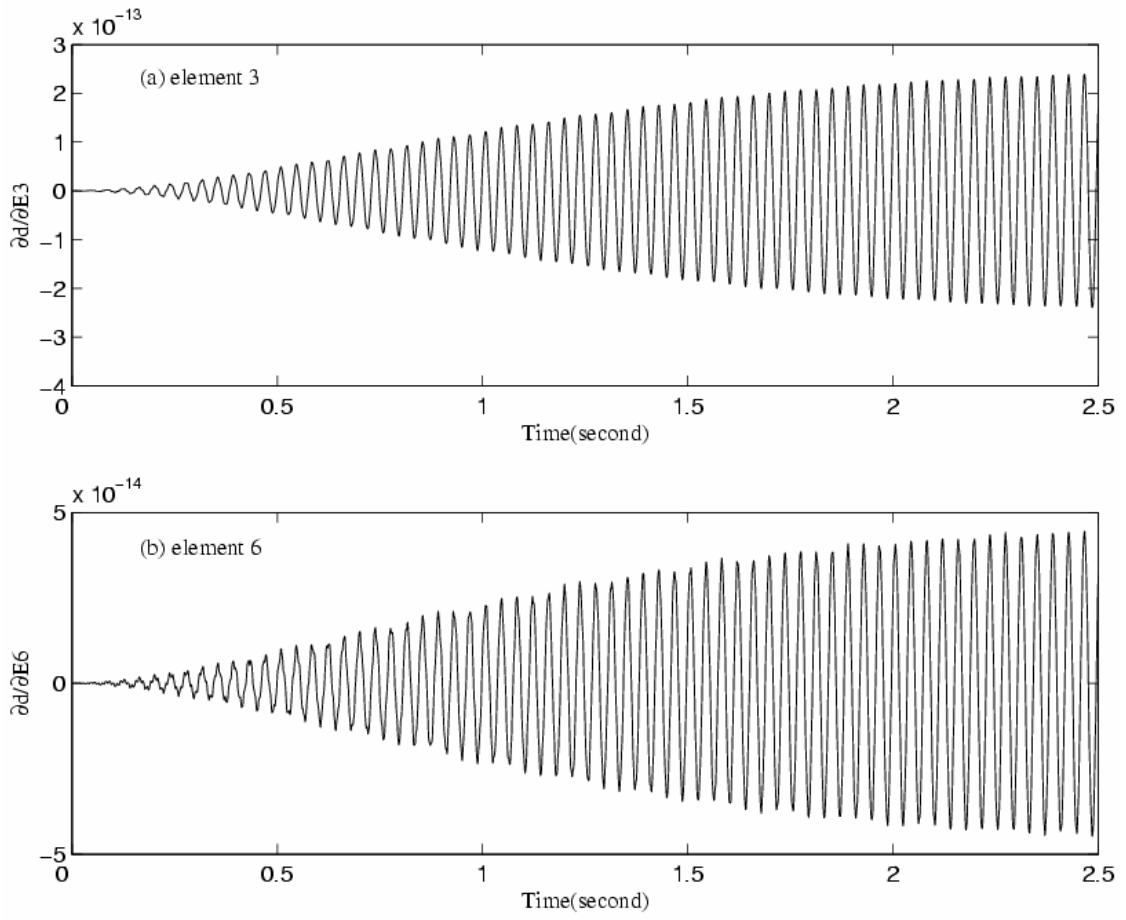 x 10^−13
3
(a) element 3
2
1
0
−1
−2
−3
−4
∂d/∂E3
0 0.5 1 1.5 2 2.5
Time(second)
x 10^−14
5
(b) element 6
0
−5
∂d/∂E6
0 0.5 1 1.5 2 2.5
Time(second)